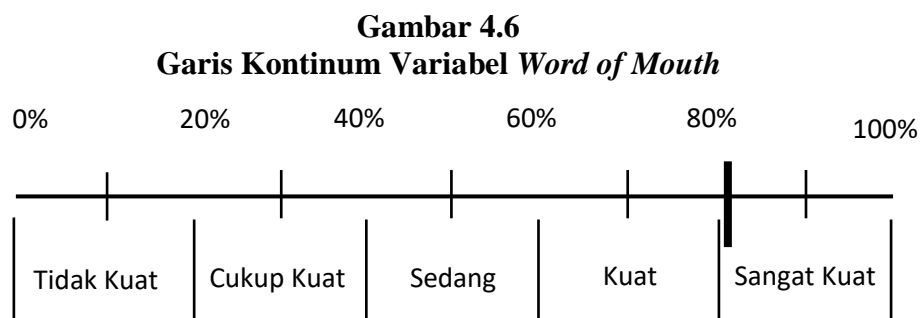 Gambar 4.6
Garis Kontinum Variabel Word of Mouth
0% 20% 40% 60% 80% 100%
Tidak Kuat Cukup Kuat Sedang Kuat Sangat Kuat